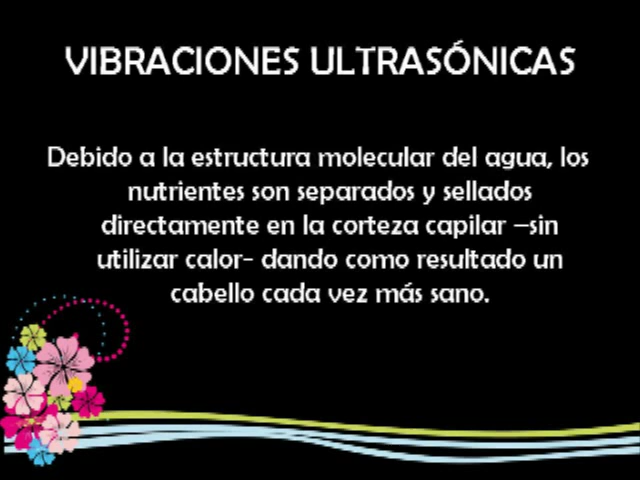 VIBRACIONES ULTRASÓNICAS
Debido a la estructura molecular del agua, los
nutrientes son separados y sellados
directamente en la corteza capilar –sin
utilizar calor- dando como resultado un
cabello cada vez más sano.